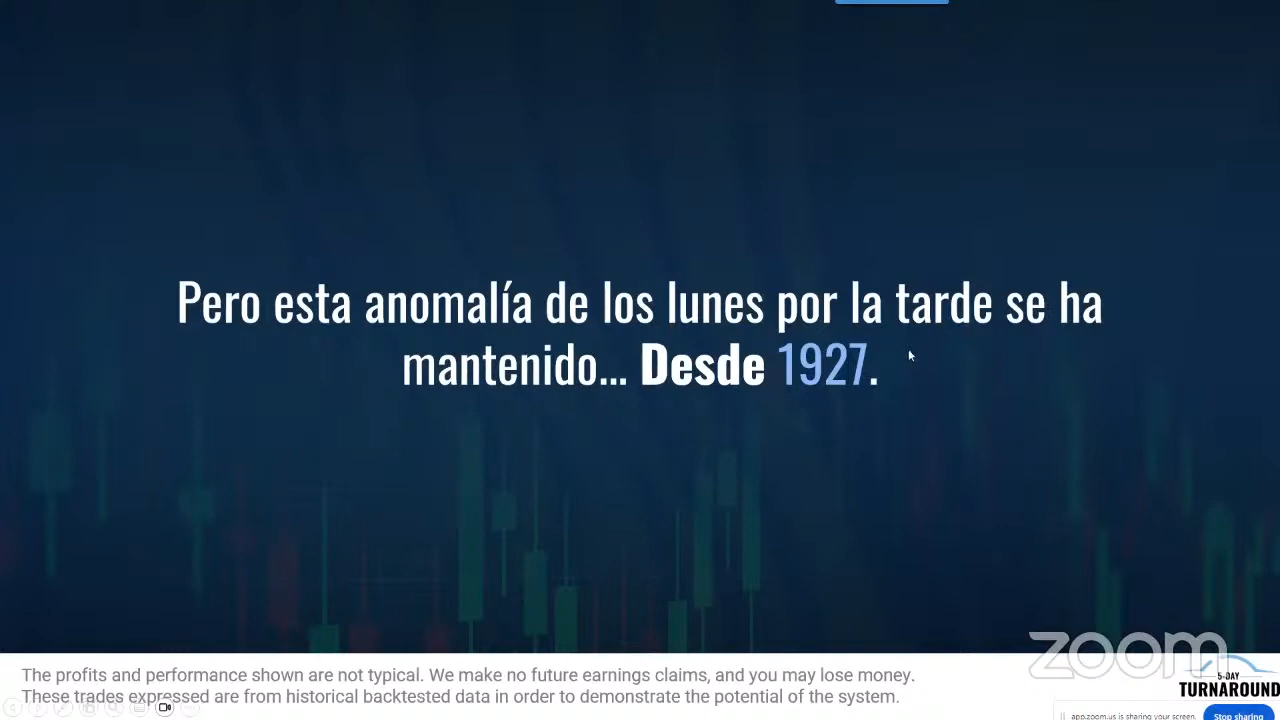 Pero esta anomalía de los lunes por la tarde se ha
mantenido... Desde 1927.
The profits and performance shown are not typical. We make no future earnings claims, and you may lose money.
These trades expressed are from historical backtested data in order to demonstrate the potential of the system.
zoom
5-DAY
TURNAROUND
app.zoom.us is sharing your screen.
Stop sharing